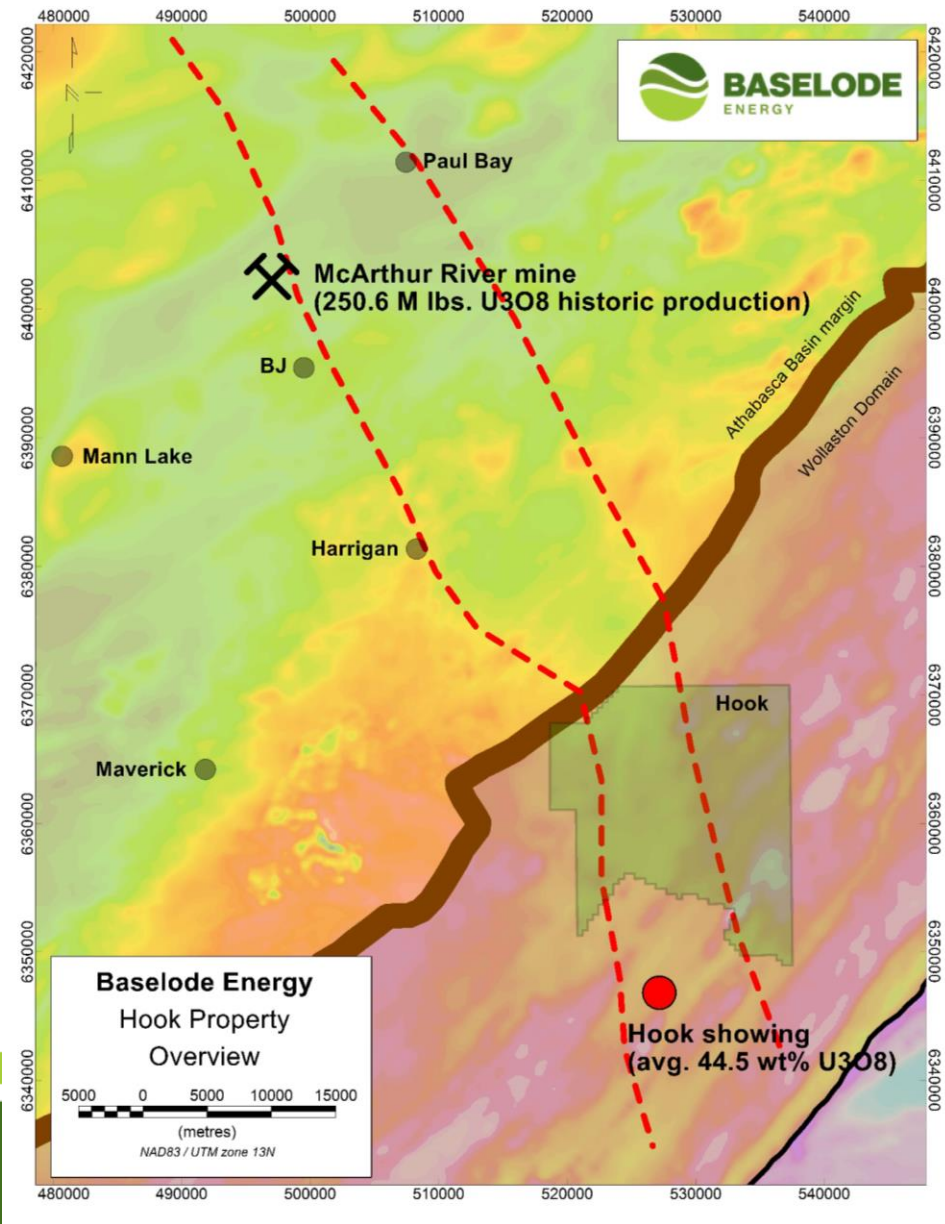 480000 490000 500000 510000 520000 530000 540000
6420000 6420000
N
BASELODE
ENERGY
Paul Bay
6410000 6410000
McArthur River mine
(250.6 M lbs. U3O8 historic production)
6400000 6400000
Athabasca Basin margin
BJ
Wollaston Domain
6390000 6390000
Mann Lake
Harrigan
6380000 6380000
6370000 6370000
Hook
Maverick
6360000 6360000
6350000 6350000
Baselode Energy
Hook Property
Overview
Hook showing
(avg. 44.5 wt% U3O8)
6340000 6340000
5000 0 5000 10000 15000
(metres)
NAD83 / UTM zone 13N
480000 490000 500000 510000 520000 530000 540000